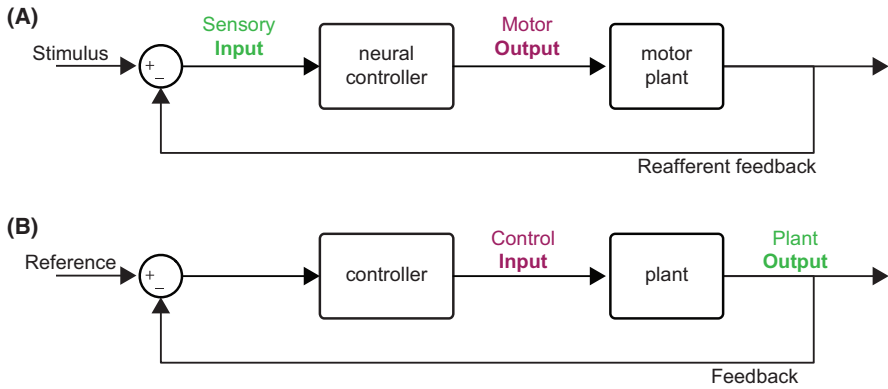 (A)
Sensory
Input
Motor
Output
Stimulus
+
−
neural
controller
motor
plant
Reafferent feedback
(B)
Control
Input
Plant
Output
Reference
+
−
controller
plant
Feedback